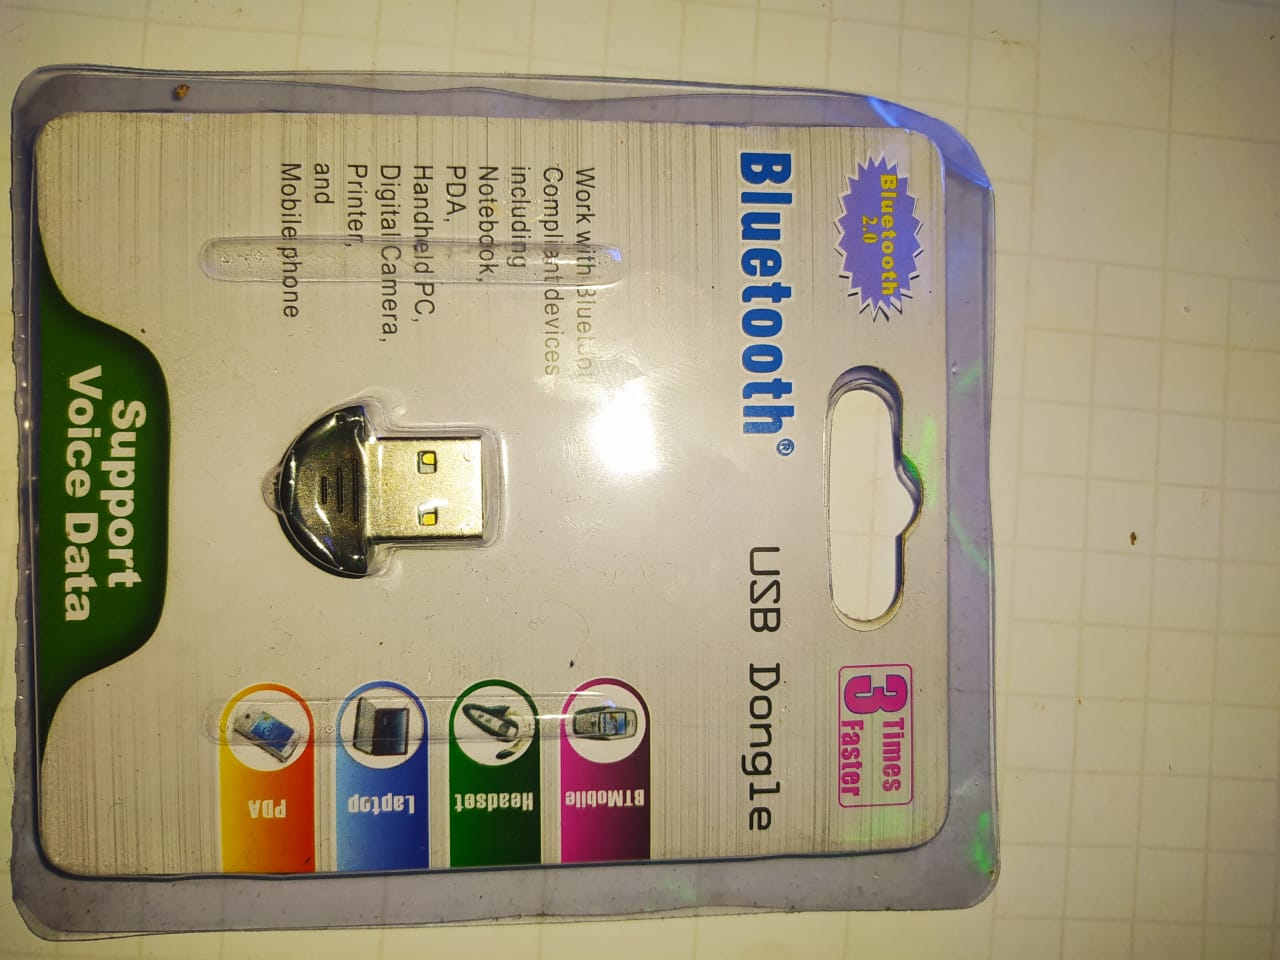 Bluetooth
2.0
3 Times
Faster
Bluetooth® USB Dongle
Work with Bluetoot
Compliant devices
including
Notebook,
PDA,
Handheld PC,
Digital Camera,
Printer,
and
Mobile phone
BTMobile
Headset
Laptop
PDA
Support
Voice Data